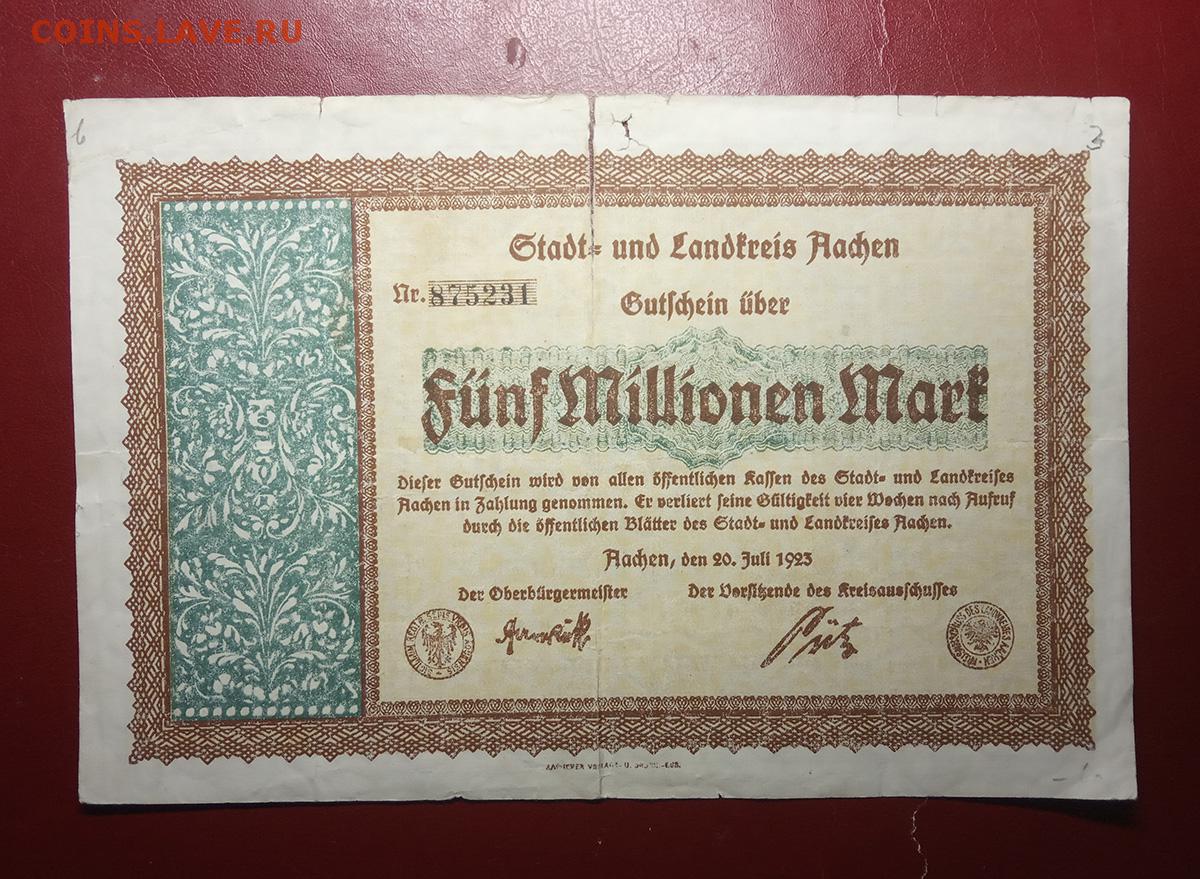 COINS.LAVE.RU
6
3
Stadt- und Landkreis Aachen
Nr. 875231
Gutschein über
Fünf Millionen Mark
Dieser Gutschein wird von allen öffentlichen Kassen des Stadt- und Landkreises
Aachen in Zahlung genommen. Er verliert seine Gültigkeit vier Wochen nach Aufruf
durch die öffentlichen Blätter des Stadt- und Landkreises Aachen.
Aachen, den 20. Juli 1923
Der Oberbürgermeister
Der Vorsitzende des Kreisausschusses